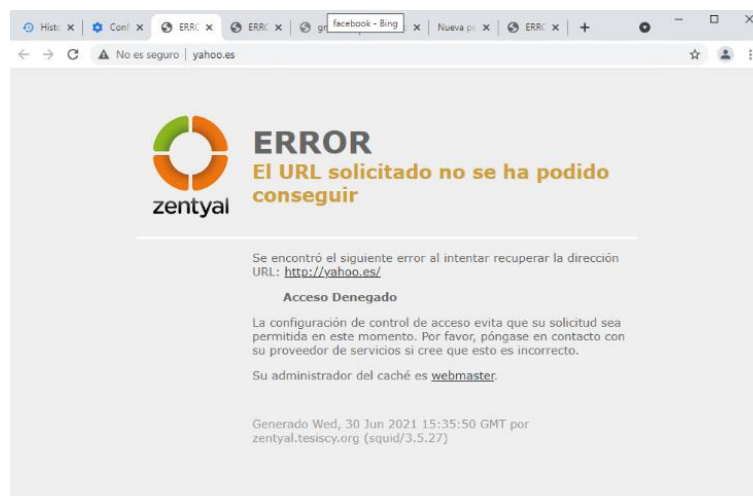 Histo
Conf
ERRC
ERRC
facebook - Bing
Nueva p
ERRC
No es seguro | yahoo.es
zentyal
ERROR
El URL solicitado no se ha podido
conseguir
Se encontró el siguiente error al intentar recuperar la dirección
URL: http://yahoo.es/
Acceso Denegado
La configuración de control de acceso evita que su solicitud sea
permitida en este momento. Por favor, póngase en contacto con
su proveedor de servicios si cree que esto es incorrecto.
Su administrador del caché es webmaster.
Generado Wed, 30 Jun 2021 15:35:50 GMT por
zentyal.tesiscy.org (squid/3.5.27)